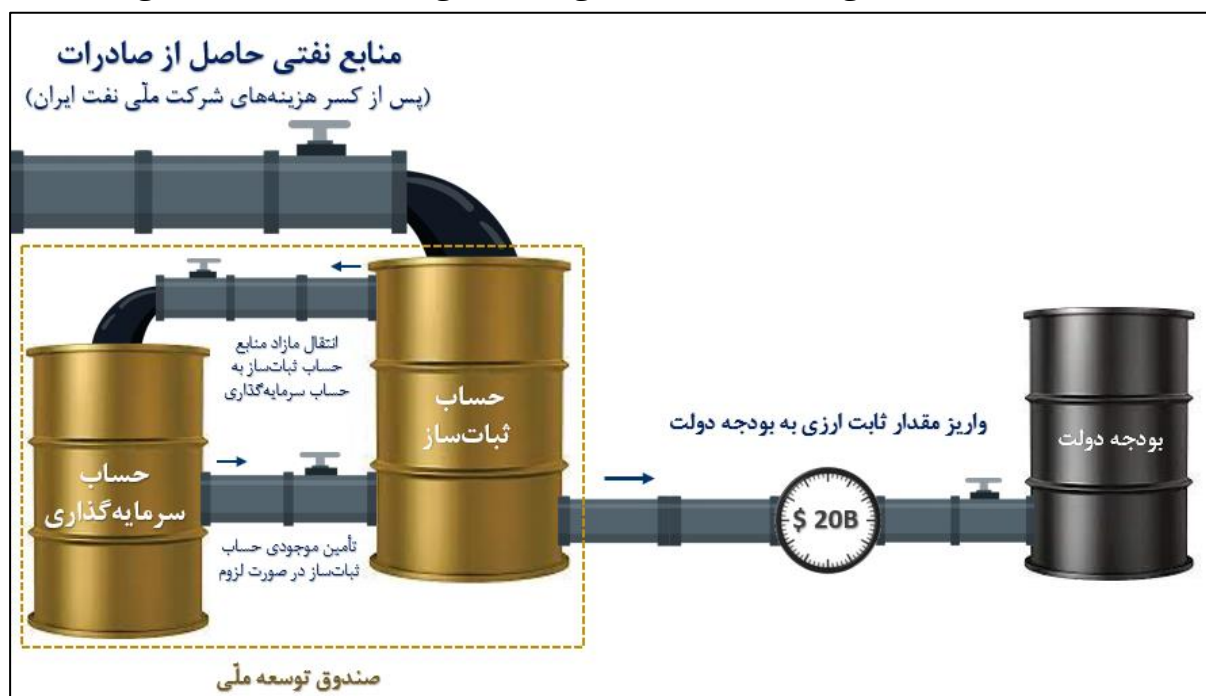 منابع نفتی حاصل از صادرات
(پس از کسر هزینه‌های شرکت ملّی نفت ایران)
انتقال مازاد منابع
حساب ثبات‌ساز به
حساب سرمایه‌گذاری
حساب
ثبات‌ساز
حساب
سرمایه‌گذاری
تأمین موجودی حساب
ثبات‌ساز در صورت لزوم
واریز مقدار ثابت ارزی به بودجه دولت
$ 20B
بودجه دولت
صندوق توسعه ملّی